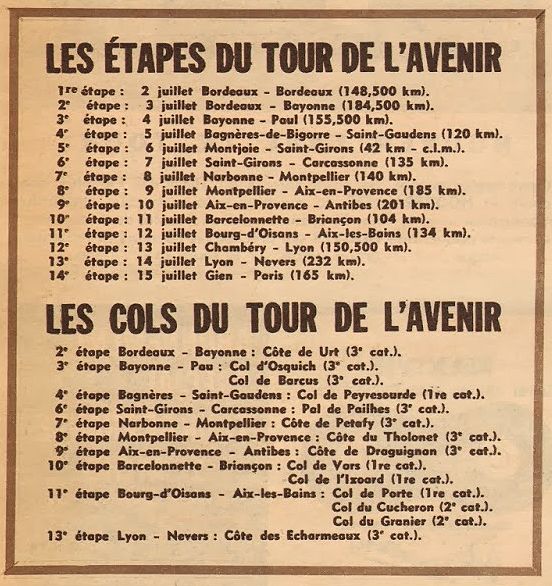 LES ÉTAPES DU TOUR DE L'AVENIR
1re étape : 2 juillet Bordeaux - Bordeaux (148,500 km).
2e étape : 3 juillet Bordeaux - Bayonne (184,500 km).
3e étape : 4 juillet Bayonne - Paul (155,500 km).
4e étape : 5 juillet Bagnères-de-Bigorre - Saint-Gaudens (120 km).
5e étape : 6 juillet Montjoie - Saint-Girons (42 km - c.l.m.).
6e étape : 7 juillet Saint-Girons - Carcassonne (135 km).
7e étape : 8 juillet Narbonne - Montpellier (140 km).
8e étape : 9 juillet Montpellier - Aix-en-Provence (185 km).
9e étape : 10 juillet Aix-en-Provence - Antibes (201 km).
10e étape : 11 juillet Barcelonnette - Briançon (104 km).
11e étape : 12 juillet Bourg-d'Oisans - Aix-les-Bains (134 km).
12e étape : 13 juillet Chambéry - Lyon (150,500 km).
13e étape : 14 juillet Lyon - Nevers (232 km).
14e étape : 15 juillet Gien - Paris (165 km).
LES COLS DU TOUR DE L'AVENIR
2e étape Bordeaux - Bayonne : Côte de Urt (3e cat.).
3e étape Bayonne - Pau : Col d'Osquich (3e cat.).
Col de Barcus (3e cat.).
4e étape Bagnères - Saint-Gaudens : Col de Peyresourde (1re cat.).
6e étape Saint-Girons - Carcassonne : Pal de Pailhes (3e cat.).
7e étape Narbonne - Montpellier : Côte de Petafy (3e cat.).
8e étape Montpellier - Aix-en-Provence : Côte du Tholonet (3e cat.).
9e étape Aix-en-Provence - Antibes : Côte de Draguignan (3e cat.).
10e étape Barcelonnette - Briançon : Col de Vars (1re cat.).
Col de l'Izoard (1re cat.).
11e étape Bourg-d'Oisans - Aix-les-Bains : Col de Porte (1re cat.).
Col du Cucheron (2e cat.).
Col du Granier (2e cat.).
13e étape Lyon - Nevers : Côte des Echarmeaux (3e cat.).